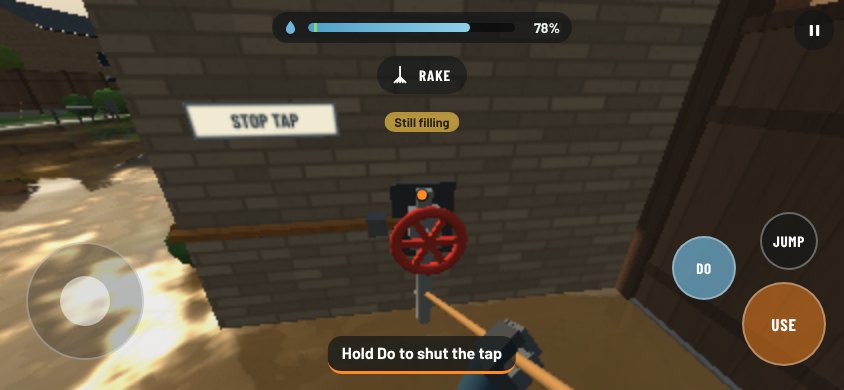 78%
RAKE
STOP TAP
Still filling
JUMP
DO
USE
Hold Do to shut the tap